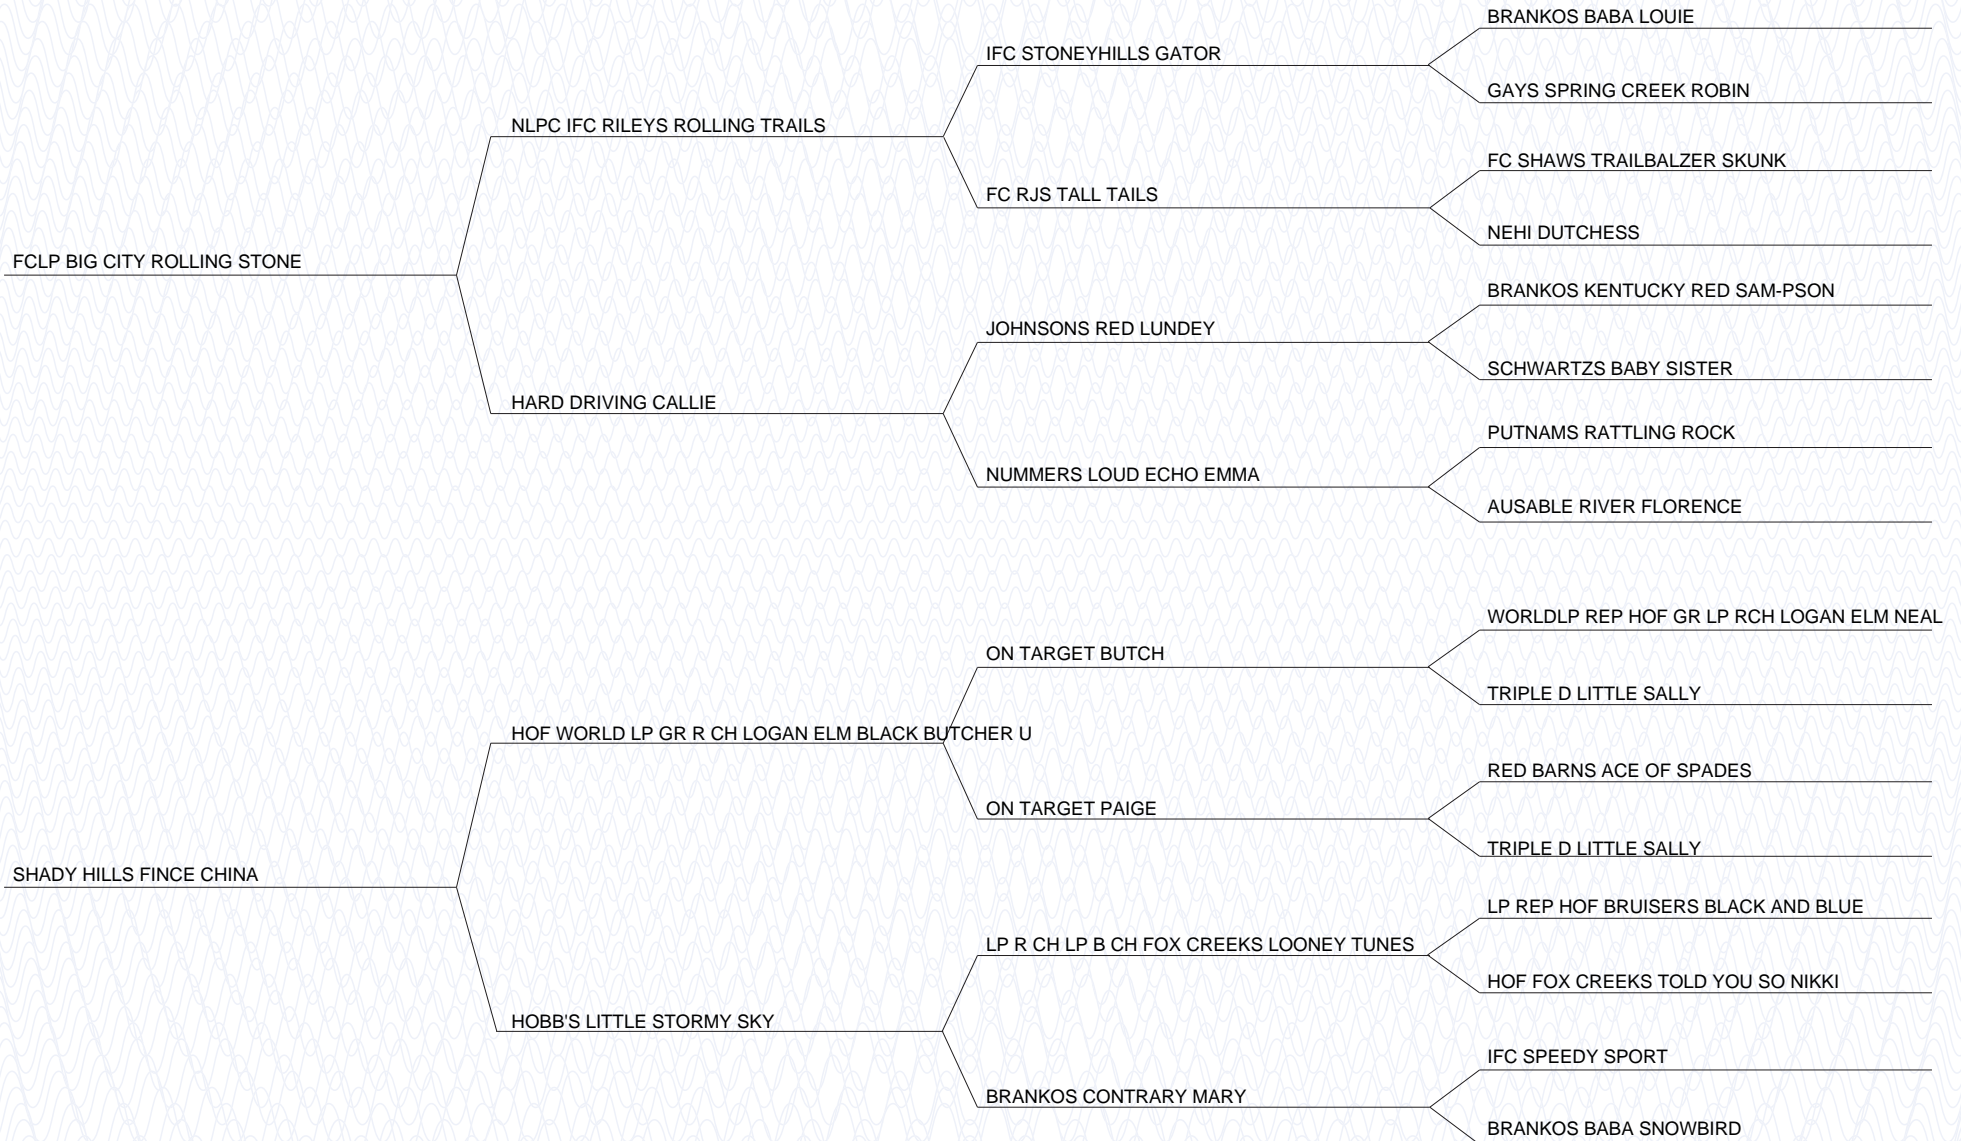 BRANKOS BABA LOUIE
IFC STONEYHILLS GATOR
GAYS SPRING CREEK ROBIN
NLPC IFC RILEYS ROLLING TRAILS
FC SHAWS TRAILBALZER SKUNK
FC RJS TALL TAILS
NEHI DUTCHESS
FCLP BIG CITY ROLLING STONE
BRANKOS KENTUCKY RED SAM-PSON
JOHNSONS RED LUNDEY
SCHWARTZS BABY SISTER
HARD DRIVING CALLIE
PUTNAMS RATTLING ROCK
NUMMERS LOUD ECHO EMMA
AUSABLE RIVER FLORENCE
WORLDLP REP HOF GR LP RCH LOGAN ELM NEAL
ON TARGET BUTCH
TRIPLE D LITTLE SALLY
HOF WORLD LP GR R CH LOGAN ELM BLACK BUTCHER U
RED BARNS ACE OF SPADES
ON TARGET PAIGE
TRIPLE D LITTLE SALLY
SHADY HILLS FINCE CHINA
LP REP HOF BRUISERS BLACK AND BLUE
LP R CH LP B CH FOX CREEKS LOONEY TUNES
HOF FOX CREEKS TOLD YOU SO NIKKI
HOBB'S LITTLE STORMY SKY
IFC SPEEDY SPORT
BRANKOS CONTRARY MARY
BRANKOS BABA SNOWBIRD